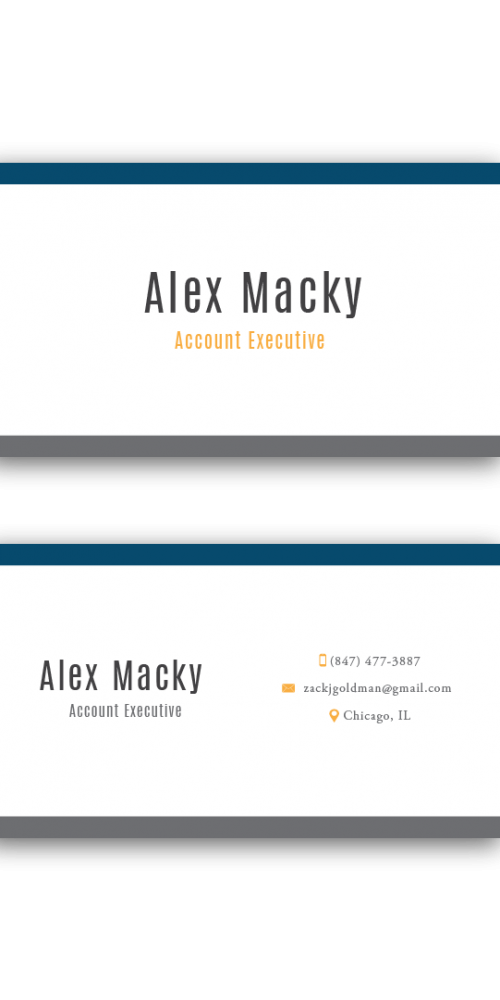 Alex Macky
Account Executive
Alex Macky
Account Executive
(847) 477-3887
zackjgoldman@gmail.com
Chicago, IL